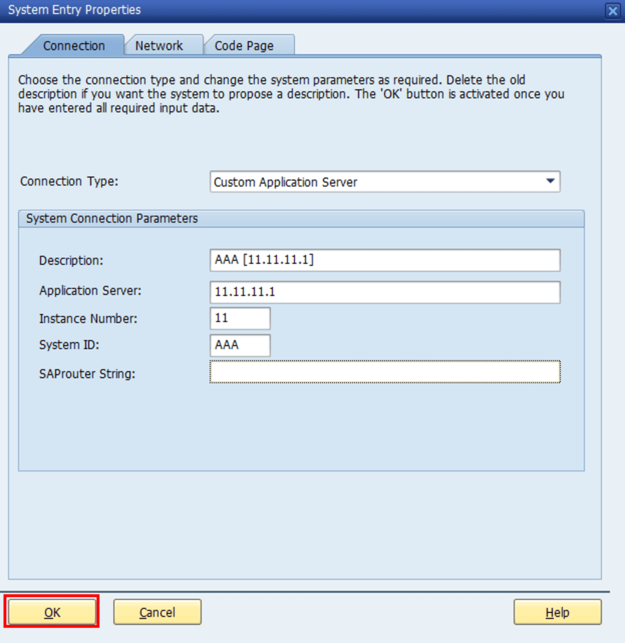 System Entry Properties
Connection Network Code Page
Choose the connection type and change the system parameters as required. Delete the old
description if you want the system to propose a description. The 'OK' button is activated once you
have entered all required input data.
Connection Type: Custom Application Server
System Connection Parameters
Description: AAA [11.11.11.1]
Application Server: 11.11.11.1
Instance Number: 11
System ID: AAA
SAProuter String:
OK Cancel Help